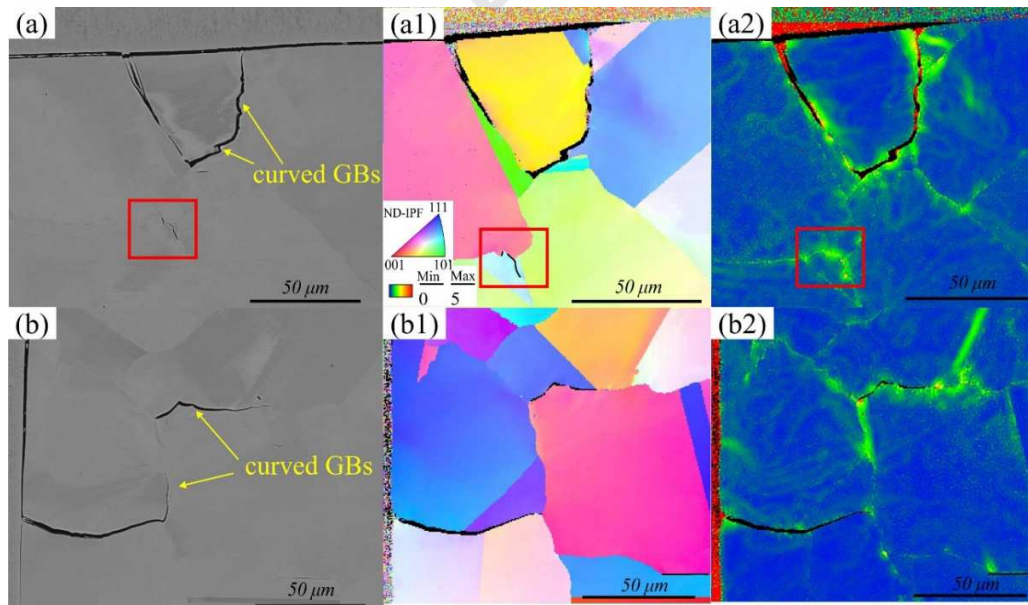 (a)
curved GBs
50 μm
(a1)
ND-IPF 111
001 101
Min Max
0 5
50 μm
(a2)
50 μm
(b)
curved GBs
50 μm
(b1)
50 μm
(b2)
50 μm